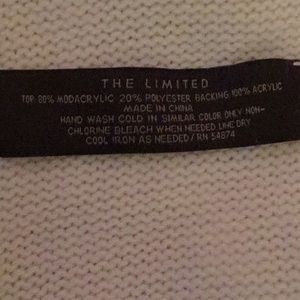 THE LIMITED
TOP: 80% MODACRYLIC 20% POLYESTER BACKING: 100% ACRYLIC
MADE IN CHINA
HAND WASH COLD IN SIMILAR COLOR ONLY NON-
CHLORINE BLEACH WHEN NEEDED LINE DRY
COOL IRON AS NEEDED / RN 54874